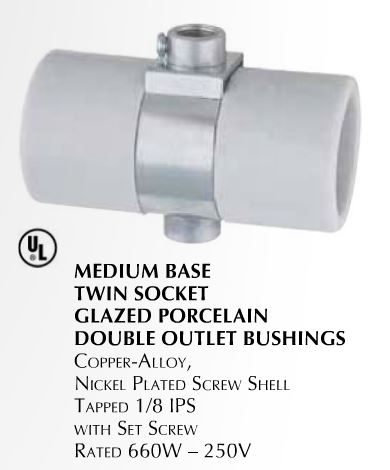 UL
®
MEDIUM BASE
TWIN SOCKET
GLAZED PORCELAIN
DOUBLE OUTLET BUSHINGS
COPPER-ALLOY,
NICKEL PLATED SCREW SHELL
TAPPED 1/8 IPS
WITH SET SCREW
RATED 660W – 250V